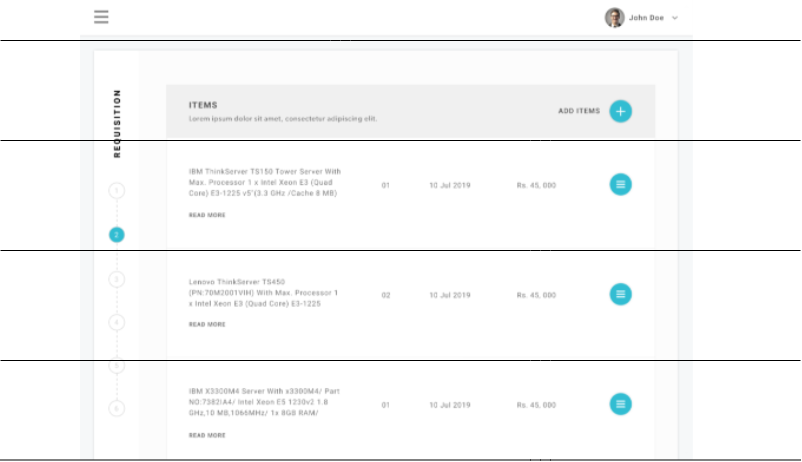 John Doe
REQUISITION
ITEMS
Lorem ipsum dolor sit amet, consectetur adipiscing elit.
ADD ITEMS
1
2
3
4
5
6
IBM ThinkServer TS150 Tower Server With
Max. Processor 1 x Intel Xeon E3 (Quad
Core) E3-1225 v5"(3.3 GHz /Cache 8 MB)
READ MORE
01
10 Jul 2019
Rs. 45, 000
Lenovo ThinkServer TS450
(PN:70M2001VIH) With Max. Processor 1
x Intel Xeon E3 (Quad Core) E3-1225
READ MORE
02
10 Jul 2019
Rs. 45, 000
IBM X3300M4 Server With x3300M4/ Part
NO:7382IA4/ Intel Xeon E5 1230v2 1.8
GHz,10 MB,1066MHz/ 1x 8GB RAM/
READ MORE
01
10 Jul 2019
Rs. 45, 000